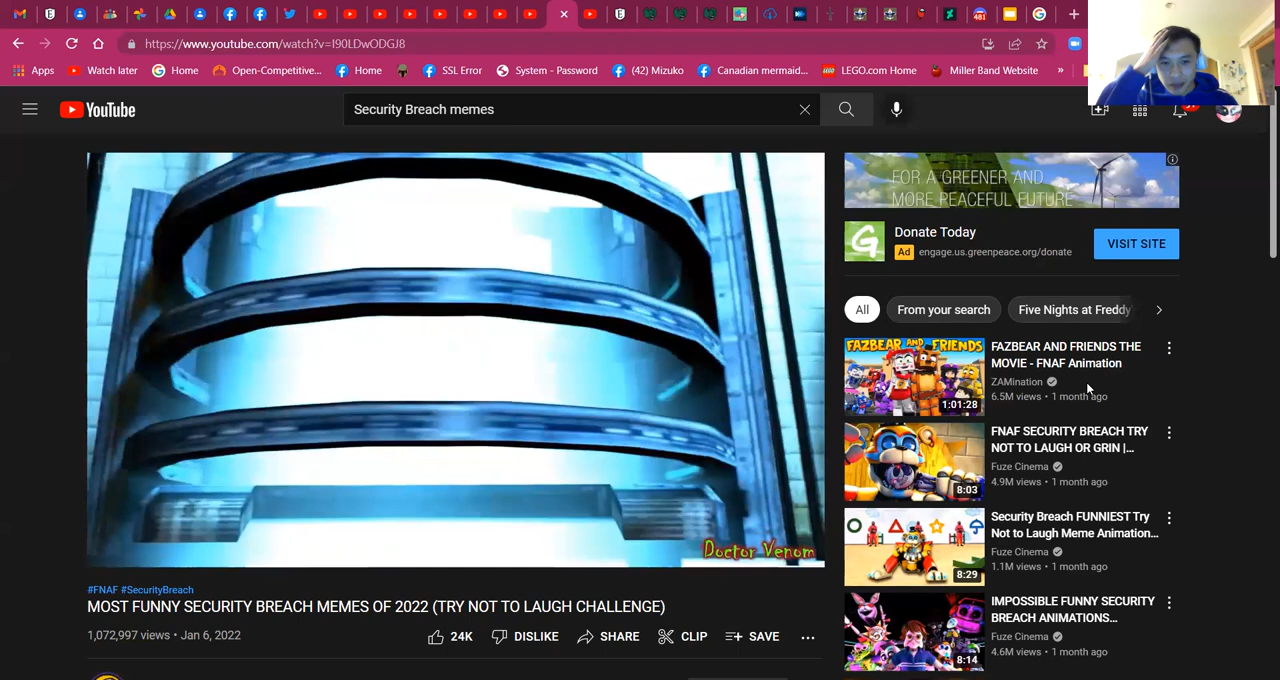 481
https://www.youtube.com/watch?v=I90LDwODGJ8
Apps
Watch later
Home
Open-Competitive...
Home
SSL Error
System - Password
(42) Mizuko
Canadian mermaid...
LEGO.com Home
Miller Band Website
»
YouTube
Security Breach memes
FOR A GREENER AND
MORE PEACEFUL FUTURE
Donate Today
Ad engage.us.greenpeace.org/donate
VISIT SITE
All
From your search
Five Nights at Freddy
FAZBEAR AND FRIENDS
1:01:28
FAZBEAR AND FRIENDS THE
MOVIE - FNAF Animation
ZAMination
6.5M views • 1 month ago
8:03
FNAF SECURITY BREACH TRY
NOT TO LAUGH OR GRIN |...
Fuze Cinema
4.9M views • 1 month ago
8:29
Security Breach FUNNIEST Try
Not to Laugh Meme Animation...
Fuze Cinema
1.1M views • 1 month ago
8:14
IMPOSSIBLE FUNNY SECURITY
BREACH ANIMATIONS...
Fuze Cinema
4.6M views • 1 month ago
Doctor Venom
#FNAF #SecurityBreach
MOST FUNNY SECURITY BREACH MEMES OF 2022 (TRY NOT TO LAUGH CHALLENGE)
1,072,997 views • Jan 6, 2022
24K
DISLIKE
SHARE
CLIP
SAVE